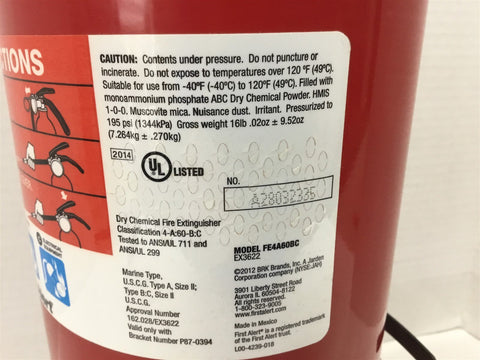 TIONS
CAUTION: Contents under pressure. Do not puncture or
incinerate. Do not expose to temperatures over 120 °F (49°C).
Suitable for use from -40°F (-40°C) to 120°F (49°C). Filled with
monoammonium phosphate ABC Dry Chemical Powder. HMIS
1-0-0. Muscovite mica. Nuisance dust. Irritant. Pressurized to
195 psi (1344kPa) Gross weight 16lb .02oz ± 9.52oz
(7.264kg ± .270kg)
2014
UL LISTED
NO.
A28032335
Dry Chemical Fire Extinguisher
Classification 4-A:60-B:C
Tested to ANSI/UL 711 and
ANSI/UL 299
Marine Type,
U.S.C.G. Type A, Size II;
Type B:C, Size II
U.S.C.G.
Approval Number
162.028/EX3622
Valid only with
Bracket Number P87-0394
MODEL FE4A60BC
EX3622
©2012 BRK Brands, Inc. A Jarden
Corporation company (NYSE:JAH)
3901 Liberty Street Road
Aurora IL 60504-8122
All rights reserved.
1-800-323-9005
www.firstalert.com
Made in Mexico
First Alert® is a registered trademark
of the First Alert Trust.
L00-4239-018
ELECTRICAL
EQUIPMENT